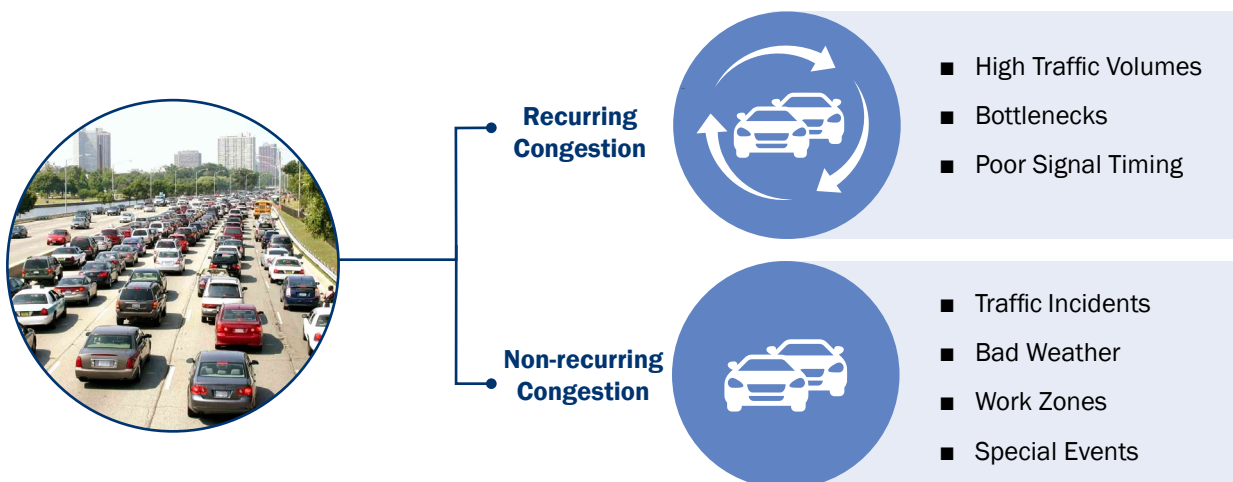 Recurring
Congestion
■ High Traffic Volumes
■ Bottlenecks
■ Poor Signal Timing
Non-recurring
Congestion
■ Traffic Incidents
■ Bad Weather
■ Work Zones
■ Special Events